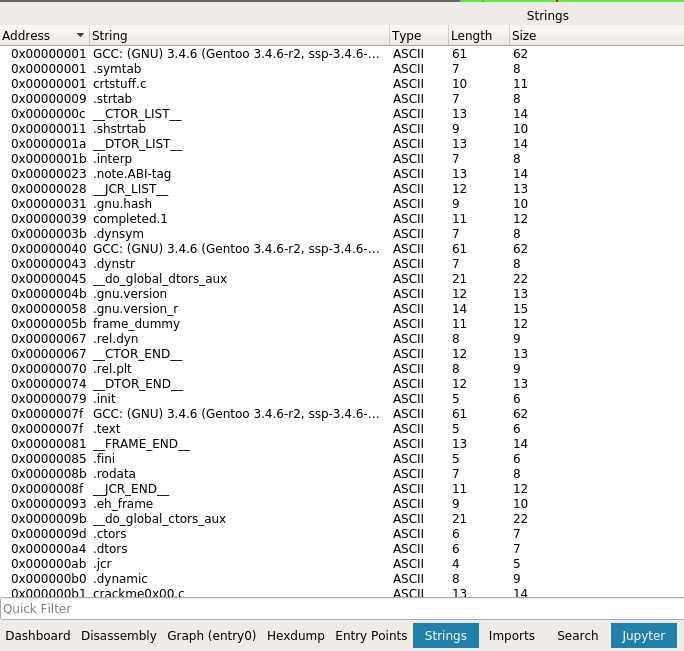 Strings
Address String Type Length Size
0x00000001 GCC: (GNU) 3.4.6 (Gentoo 3.4.6-r2, ssp-3.4.6-... ASCII 61 62
0x00000001 .symtab ASCII 7 8
0x00000001 crtstuff.c ASCII 10 11
0x00000009 .strtab ASCII 7 8
0x0000000c __CTOR_LIST__ ASCII 13 14
0x00000011 .shstrtab ASCII 9 10
0x0000001a __DTOR_LIST__ ASCII 13 14
0x0000001b .interp ASCII 7 8
0x00000023 .note.ABI-tag ASCII 13 14
0x00000028 __JCR_LIST__ ASCII 12 13
0x00000031 .gnu.hash ASCII 9 10
0x00000039 completed.1 ASCII 11 12
0x0000003b .dynsym ASCII 7 8
0x00000040 GCC: (GNU) 3.4.6 (Gentoo 3.4.6-r2, ssp-3.4.6-... ASCII 61 62
0x00000043 .dynstr ASCII 7 8
0x00000045 __do_global_dtors_aux ASCII 21 22
0x0000004b .gnu.version ASCII 12 13
0x00000058 .gnu.version_r ASCII 14 15
0x0000005b frame_dummy ASCII 11 12
0x00000067 .rel.dyn ASCII 8 9
0x00000067 __CTOR_END__ ASCII 12 13
0x00000070 .rel.plt ASCII 8 9
0x00000074 __DTOR_END__ ASCII 12 13
0x00000079 .init ASCII 5 6
0x0000007f GCC: (GNU) 3.4.6 (Gentoo 3.4.6-r2, ssp-3.4.6-... ASCII 61 62
0x0000007f .text ASCII 5 6
0x00000081 __FRAME_END__ ASCII 13 14
0x00000085 .fini ASCII 5 6
0x0000008b .rodata ASCII 7 8
0x0000008f __JCR_END__ ASCII 11 12
0x00000093 .eh_frame ASCII 9 10
0x0000009b __do_global_ctors_aux ASCII 21 22
0x0000009d .ctors ASCII 6 7
0x000000a4 .dtors ASCII 6 7
0x000000ab .jcr ASCII 4 5
0x000000b0 .dynamic ASCII 8 9
0x000000b1 crackme0x00.c ASCII 13 14
Quick Filter
Dashboard Disassembly Graph (entry0) Hexdump Entry Points Strings Imports Search Jupyter